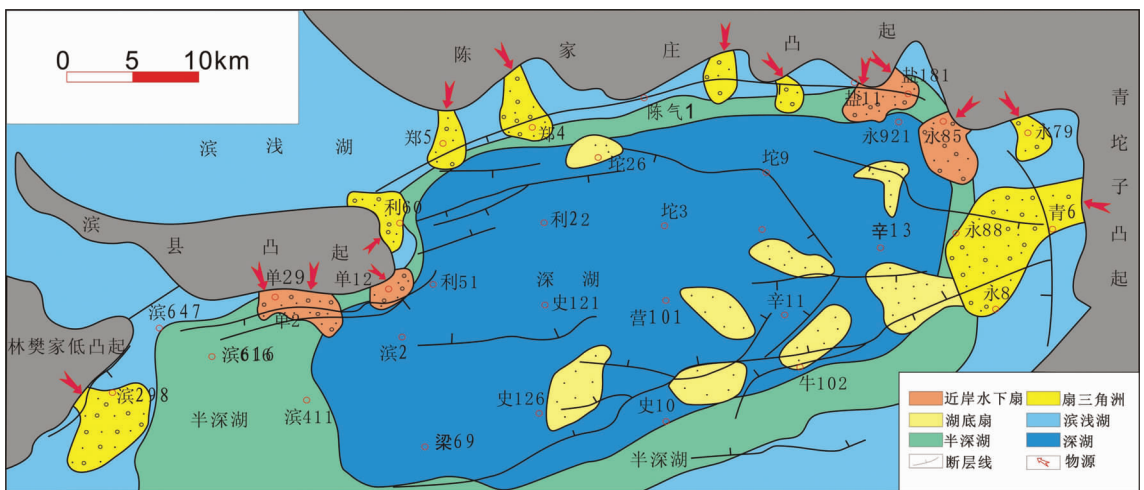 0 5 10km
陈家庄凸起
盐181
盐11
青坨子凸起
陈气1
郑5
郑4
永921
永85
永79
滨浅湖
坨26
坨9
利60
青6
滨县凸起
利22
坨3
辛13
永88
单29
单12
利51
深湖
永8
滨647
单2
史121
营101
辛11
林樊家低凸起
滨2
滨298
滨411
史126
史10
牛102
半深湖
梁69
半深湖
近岸水下扇
扇三角洲
湖底扇
滨浅湖
半深湖
深湖
断层线
物源